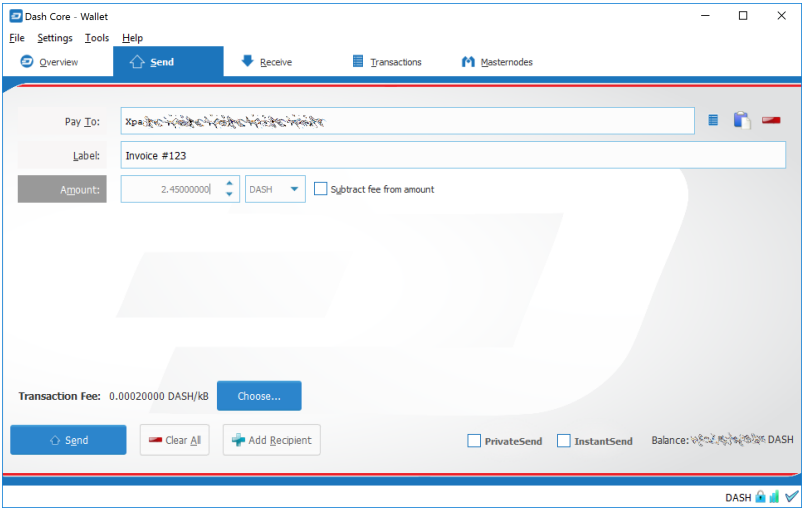 Dash Core - Wallet
File Settings Tools Help
Overview Send Receive Transactions Masternodes
Pay To: Xpa
Label: Invoice #123
Amount: 2.45000000 DASH Subtract fee from amount
Transaction Fee: 0.00020000 DASH/kB Choose...
Send Clear All Add Recipient PrivateSend InstantSend Balance: DASH
DASH